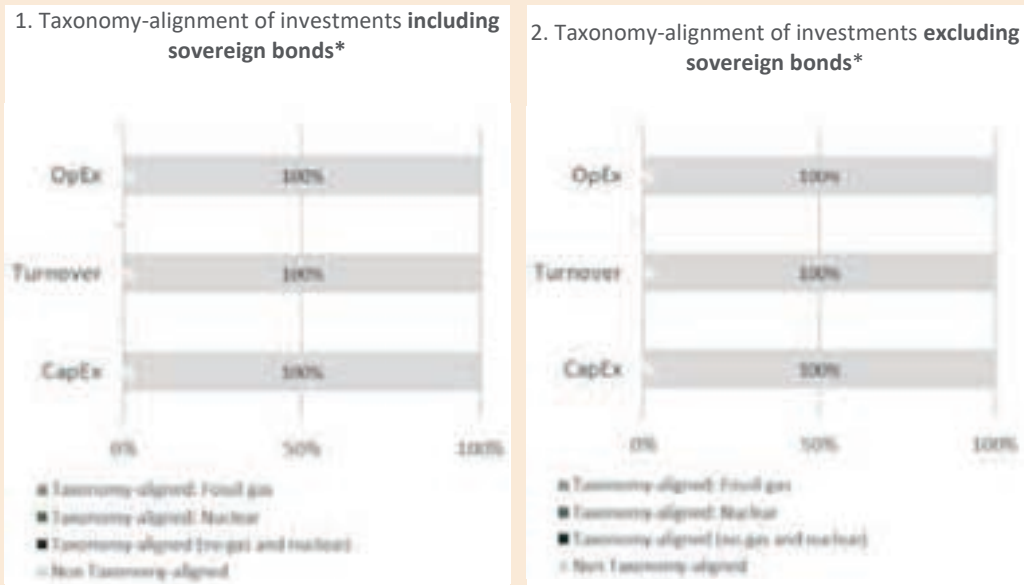 1. Taxonomy-alignment of investments including
sovereign bonds*
OpEx
100%
Turnover
100%
CapEx
100%
0%
50%
100%
Taxonomy-aligned: Fossil gas
Taxonomy-aligned: Nuclear
Taxonomy-aligned (no gas and nuclear)
Non Taxonomy-aligned
2. Taxonomy-alignment of investments excluding
sovereign bonds*
OpEx
100%
Turnover
100%
CapEx
100%
0%
50%
100%
Taxonomy-aligned: Fossil gas
Taxonomy-aligned: Nuclear
Taxonomy-aligned (no gas and nuclear)
Non Taxonomy-aligned